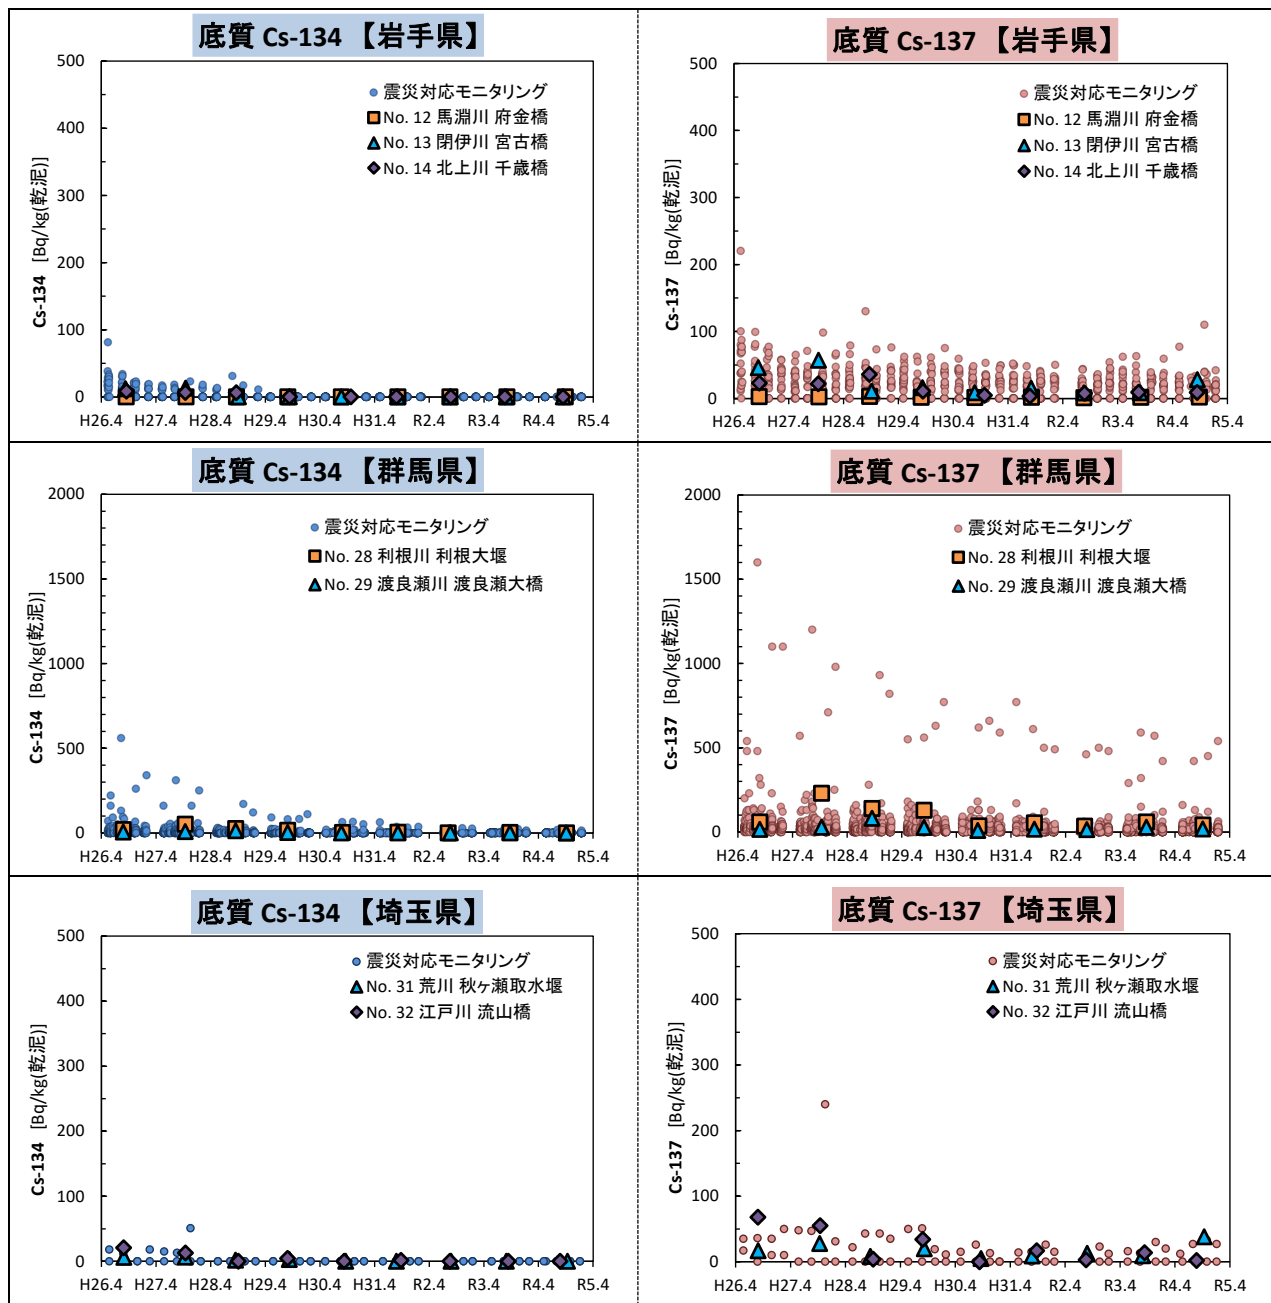 底質 Cs-134 【岩手県】
500
400
300
200
100
0
Cs-134 [Bq/kg(乾泥)]
震災対応モニタリング
No. 12 馬淵川 府金橋
No. 13 閉伊川 宮古橋
No. 14 北上川 千歳橋
H26.4 H27.4 H28.4 H29.4 H30.4 H31.4 R2.4 R3.4 R4.4 R5.4
底質 Cs-137 【岩手県】
500
400
300
200
100
0
Cs-137 [Bq/kg(乾泥)]
震災対応モニタリング
No. 12 馬淵川 府金橋
No. 13 閉伊川 宮古橋
No. 14 北上川 千歳橋
H26.4 H27.4 H28.4 H29.4 H30.4 H31.4 R2.4 R3.4 R4.4 R5.4
底質 Cs-134 【群馬県】
2000
1500
1000
500
0
Cs-134 [Bq/kg(乾泥)]
震災対応モニタリング
No. 28 利根川 利根大堰
No. 29 渡良瀬川 渡良瀬大橋
H26.4 H27.4 H28.4 H29.4 H30.4 H31.4 R2.4 R3.4 R4.4 R5.4
底質 Cs-137 【群馬県】
2000
1500
1000
500
0
Cs-137 [Bq/kg(乾泥)]
震災対応モニタリング
No. 28 利根川 利根大堰
No. 29 渡良瀬川 渡良瀬大橋
H26.4 H27.4 H28.4 H29.4 H30.4 H31.4 R2.4 R3.4 R4.4 R5.4
底質 Cs-134 【埼玉県】
500
400
300
200
100
0
Cs-134 [Bq/kg(乾泥)]
震災対応モニタリング
No. 31 荒川 秋ヶ瀬取水堰
No. 32 江戸川 流山橋
H26.4 H27.4 H28.4 H29.4 H30.4 H31.4 R2.4 R3.4 R4.4 R5.4
底質 Cs-137 【埼玉県】
500
400
300
200
100
0
Cs-137 [Bq/kg(乾泥)]
震災対応モニタリング
No. 31 荒川 秋ヶ瀬取水堰
No. 32 江戸川 流山橋
H26.4 H27.4 H28.4 H29.4 H30.4 H31.4 R2.4 R3.4 R4.4 R5.4